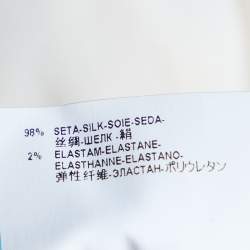 98% SETA-SILK-SOIE-SEDA-
丝绸-ШЕЛК-絹
2% ELASTAM-ELASTANE-
ELASTHANNE-ELASTANO-
弹性纤维-ЭЛАСТАН-ポリウレタン